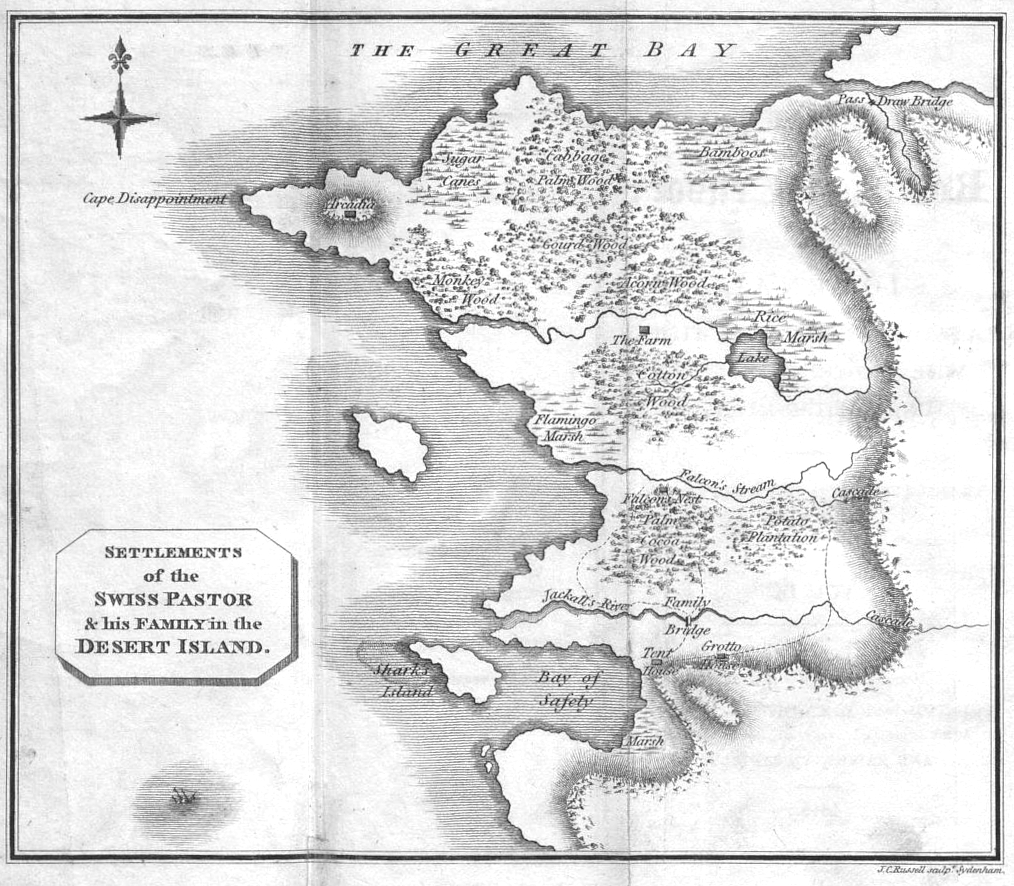 THE GREAT BAY
Pass & Draw Bridge
Sugar
Canes
Cabbage
Palm Wood
Bamboos
Cape Disappointment
Arcadia
Gourd Wood
Monkey
Wood
Acorn Wood
Rice
Marsh
The Farm
Lake
Cotton
Wood
Flamingo
Marsh
Falcon's Stream
Cascade
Falcon's Nest
Palm
Cocoa
Wood
Potato
Plantation
SETTLEMENTS
of the
SWISS PASTOR
& his FAMILY in the
DESERT ISLAND.
Jackall's River
Family
Bridge
Cascade
Tent
House
Grotto
House
Shark's
Island
Bay of
Safety
Marsh
J.C. Russell sculpt. Sydenham.